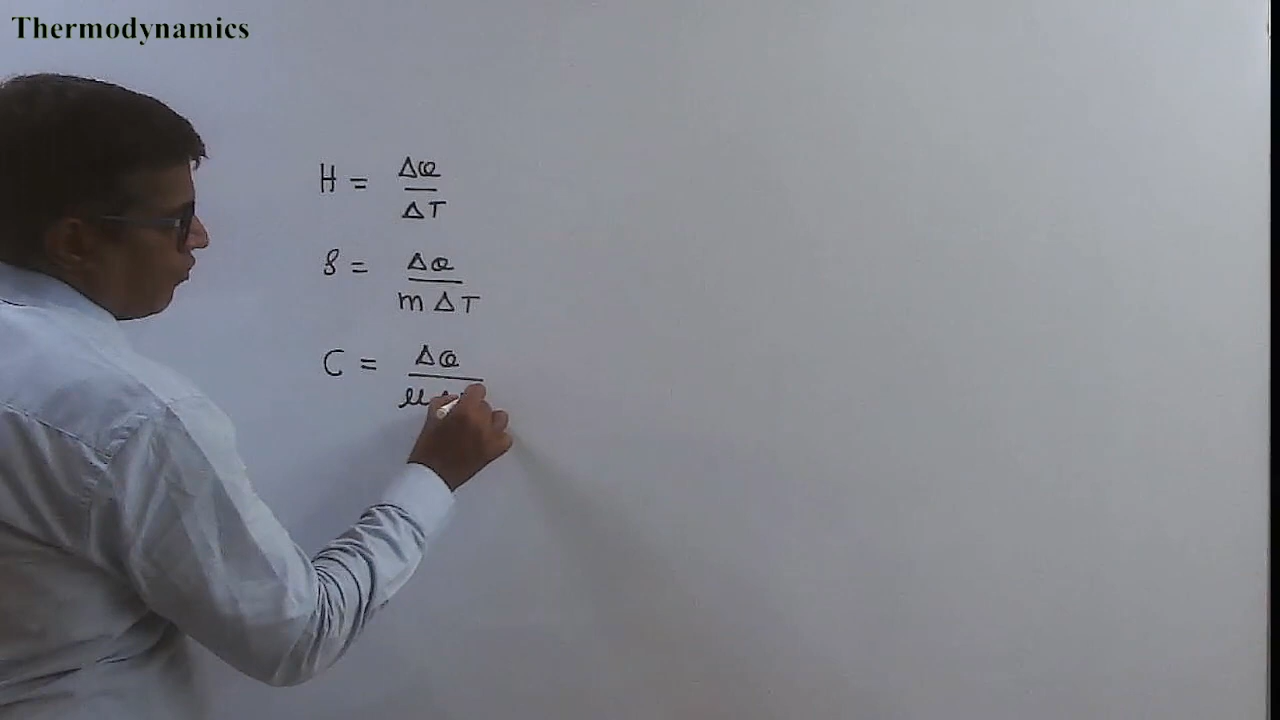 Thermodynamics
H = ΔQ / ΔT
S = ΔQ / m ΔT
C = ΔQ / μ